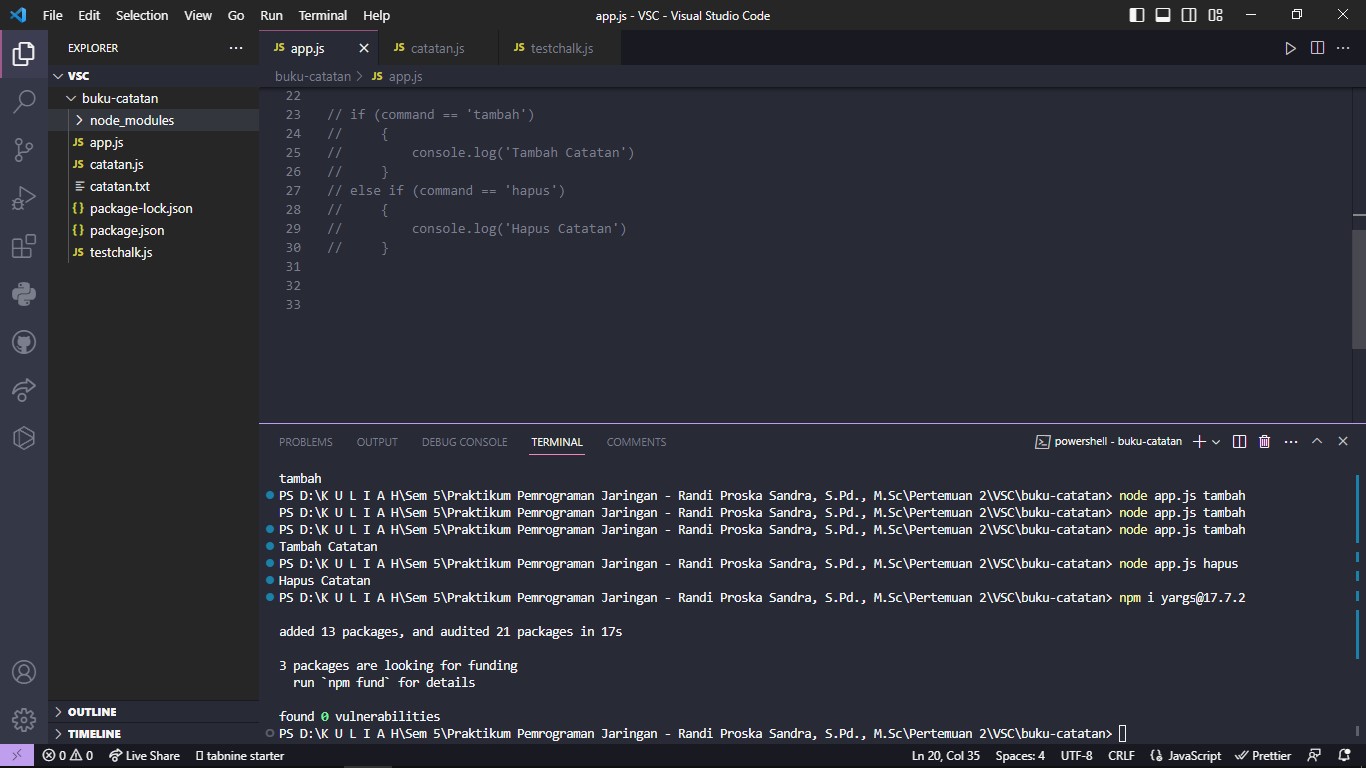 File Edit Selection View Go Run Terminal Help app.js - VSC - Visual Studio Code
EXPLORER
VSC
buku-catatan
node_modules
JS app.js
JS catatan.js
catatan.txt
{} package-lock.json
{} package.json
JS testchalk.js
OUTLINE
TIMELINE
JS app.js JS catatan.js JS testchalk.js
buku-catatan > JS app.js
22
23 // if (command == 'tambah')
24 //     {
25 //         console.log('Tambah Catatan')
26 //     }
27 // else if (command == 'hapus')
28 //     {
29 //         console.log('Hapus Catatan')
30 //     }
31
32
33
PROBLEMS OUTPUT DEBUG CONSOLE TERMINAL COMMENTS powershell - buku-catatan
tambah
PS D:\K U L I A H\Sem 5\Praktikum Pemrograman Jaringan - Randi Proska Sandra, S.Pd., M.Sc\Pertemuan 2\VSC\buku-catatan> node app.js tambah
PS D:\K U L I A H\Sem 5\Praktikum Pemrograman Jaringan - Randi Proska Sandra, S.Pd., M.Sc\Pertemuan 2\VSC\buku-catatan> node app.js tambah
PS D:\K U L I A H\Sem 5\Praktikum Pemrograman Jaringan - Randi Proska Sandra, S.Pd., M.Sc\Pertemuan 2\VSC\buku-catatan> node app.js tambah
Tambah Catatan
PS D:\K U L I A H\Sem 5\Praktikum Pemrograman Jaringan - Randi Proska Sandra, S.Pd., M.Sc\Pertemuan 2\VSC\buku-catatan> node app.js hapus
Hapus Catatan
PS D:\K U L I A H\Sem 5\Praktikum Pemrograman Jaringan - Randi Proska Sandra, S.Pd., M.Sc\Pertemuan 2\VSC\buku-catatan> npm i yargs@17.7.2
added 13 packages, and audited 21 packages in 17s
3 packages are looking for funding
  run `npm fund` for details
found 0 vulnerabilities
PS D:\K U L I A H\Sem 5\Praktikum Pemrograman Jaringan - Randi Proska Sandra, S.Pd., M.Sc\Pertemuan 2\VSC\buku-catatan>
0 0 Live Share tabnine starter Ln 20, Col 35 Spaces: 4 UTF-8 CRLF {} JavaScript Prettier